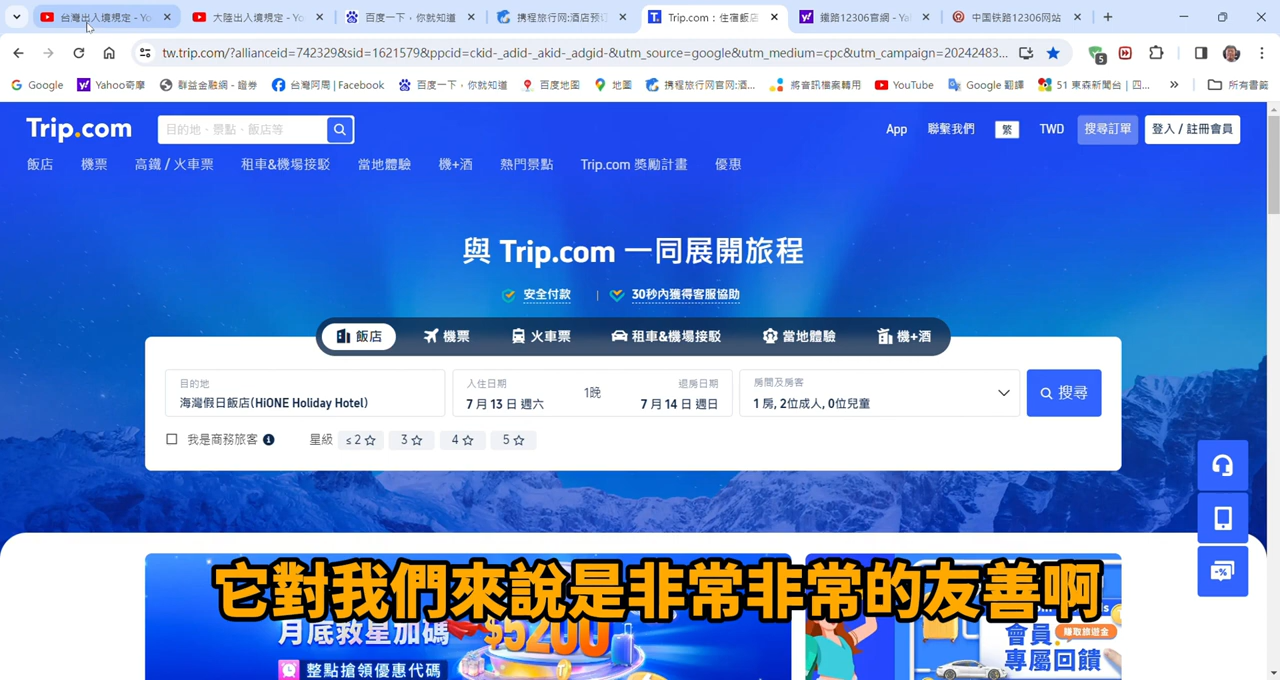 台灣出入境規定 - Yo
大陸出入境規定 - Yo
百度一下，你就知道
携程旅行网:酒店预订
Trip.com：住宿飯店
鐵路12306官網 - Ya
中国铁路12306网站
tw.trip.com/?allianceid=742329&sid=1621579&ppcid=ckid-_adid-_akid-_adgid-&utm_source=google&utm_medium=cpc&utm_campaign=20242483...
5
Google
Yahoo奇摩
群益金融網 - 證券
台灣阿周 | Facebook
百度一下，你就知道
百度地图
地圖
携程旅行网官网:酒...
將音訊檔案轉用
YouTube
Google 翻譯
51 東森新聞台 | 四...
所有書籤
Trip.com
目的地、景點、飯店等
App
聯繫我們
繁
TWD
搜尋訂單
登入 / 註冊會員
飯店
機票
高鐵 / 火車票
租車&機場接駁
當地體驗
機+酒
熱門景點
Trip.com 獎勵計畫
優惠
與 Trip.com 一同展開旅程
安全付款
30秒內獲得客服協助
飯店
機票
火車票
租車&機場接駁
當地體驗
機+酒
目的地
海灣假日飯店(HiONE Holiday Hotel)
入住日期
7 月 13 日 週六
1晚
退房日期
7 月 14 日 週日
房間及房客
1 房, 2位成人, 0位兒童
搜尋
我是商務旅客
星級
≤ 2
3
4
5
它對我們來說是非常非常的友善啊
月底救星加碼
$5200
整點搶領優惠代碼
會員
賺取旅遊金
專屬回饋